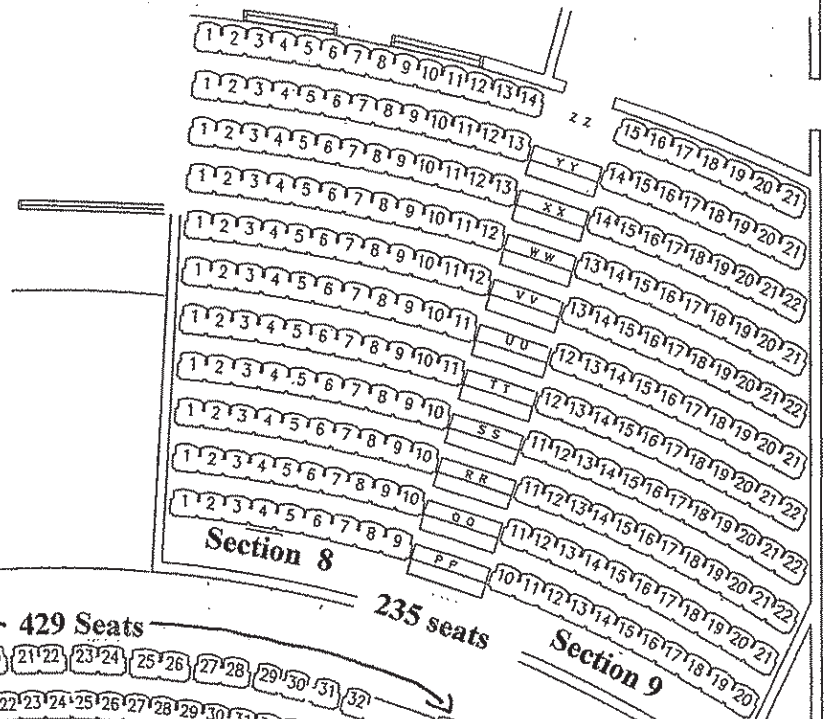 1 2 3 4 5 6 7 8 9 10 11 12 13 14 ZZ 15 16 17 18 19 20 21
1 2 3 4 5 6 7 8 9 10 11 12 13 YY 14 15 16 17 18 19 20 21
1 2 3 4 5 6 7 8 9 10 11 12 13 XX 14 15 16 17 18 19 20 21 22
1 2 3 4 5 6 7 8 9 10 11 12 WW 13 14 15 16 17 18 19 20 21
1 2 3 4 5 6 7 8 9 10 11 12 VV 13 14 15 16 17 18 19 20 21 22
1 2 3 4 5 6 7 8 9 10 11 UU 12 13 14 15 16 17 18 19 20 21
1 2 3 4 5 6 7 8 9 10 11 TT 12 13 14 15 16 17 18 19 20 21 22
1 2 3 4 5 6 7 8 9 10 SS 11 12 13 14 15 16 17 18 19 20 21 22
1 2 3 4 5 6 7 8 9 10 RR 11 12 13 14 15 16 17 18 19 20 21 22
1 2 3 4 5 6 7 8 9 10 QQ 11 12 13 14 15 16 17 18 19 20 21
1 2 3 4 5 6 7 8 9 PP 10 11 12 13 14 15 16 17 18 19 20
Section 8
235 seats
Section 9
429 Seats
21 22 23 24 25 26 27 28 29 30 31 32
22 23 24 25 26 27 28 29 30 31